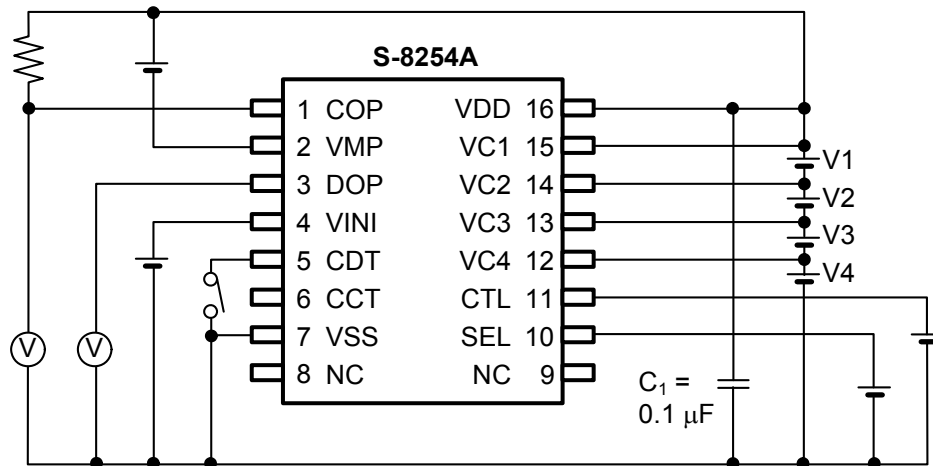 S-8254A
1 COP VDD 16
2 VMP VC1 15
V1
3 DOP VC2 14
V2
4 VINI VC3 13
V3
5 CDT VC4 12
V4
6 CCT CTL 11
7 VSS SEL 10
8 NC NC 9
V V
C1 =
0.1 μF